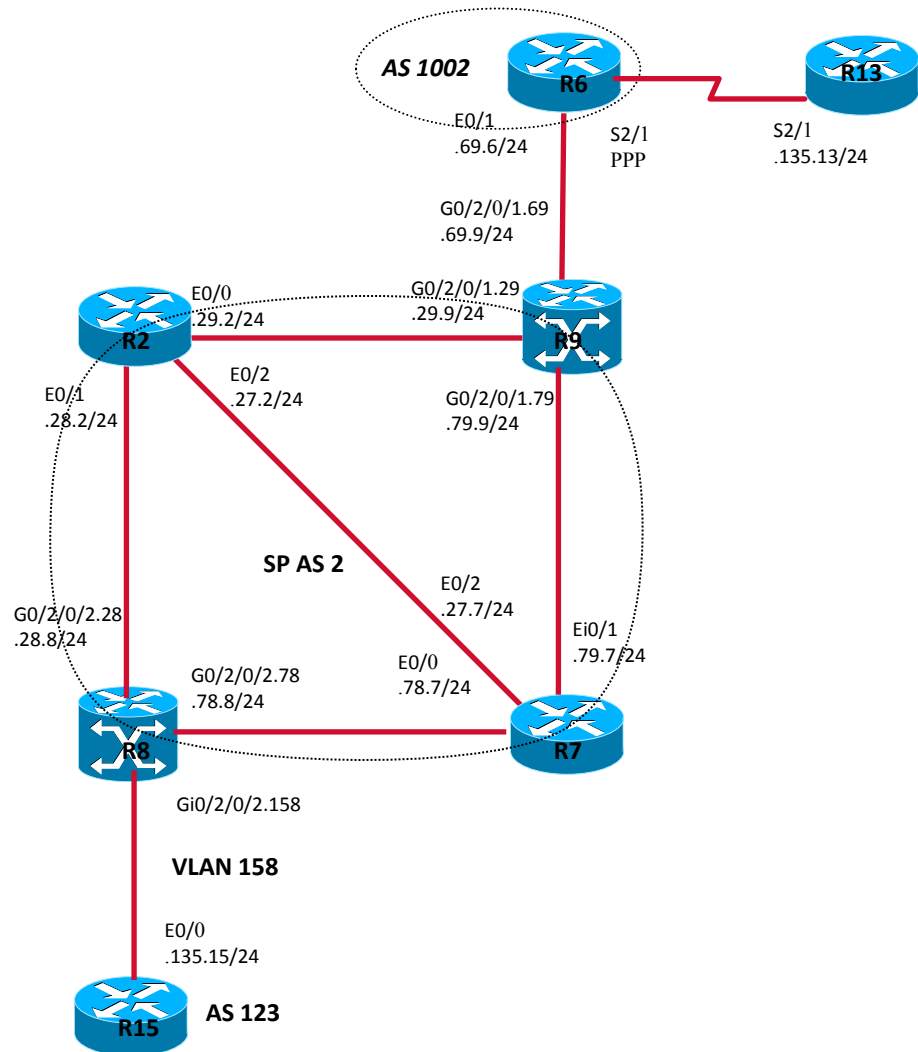 AS 1002
R6
R13
E0/1
.69.6/24
S2/1
PPP
S2/1
.135.13/24
G0/2/0/1.69
.69.9/24
E0/0
.29.2/24
G0/2/0/1.29
.29.9/24
R2
R9
E0/1
.28.2/24
E0/2
.27.2/24
G0/2/0/1.79
.79.9/24
SP AS 2
E0/2
.27.7/24
G0/2/0/2.28
.28.8/24
Ei0/1
.79.7/24
E0/0
.78.7/24
G0/2/0/2.78
.78.8/24
R8
R7
Gi0/2/0/2.158
VLAN 158
E0/0
.135.15/24
R15
AS 123